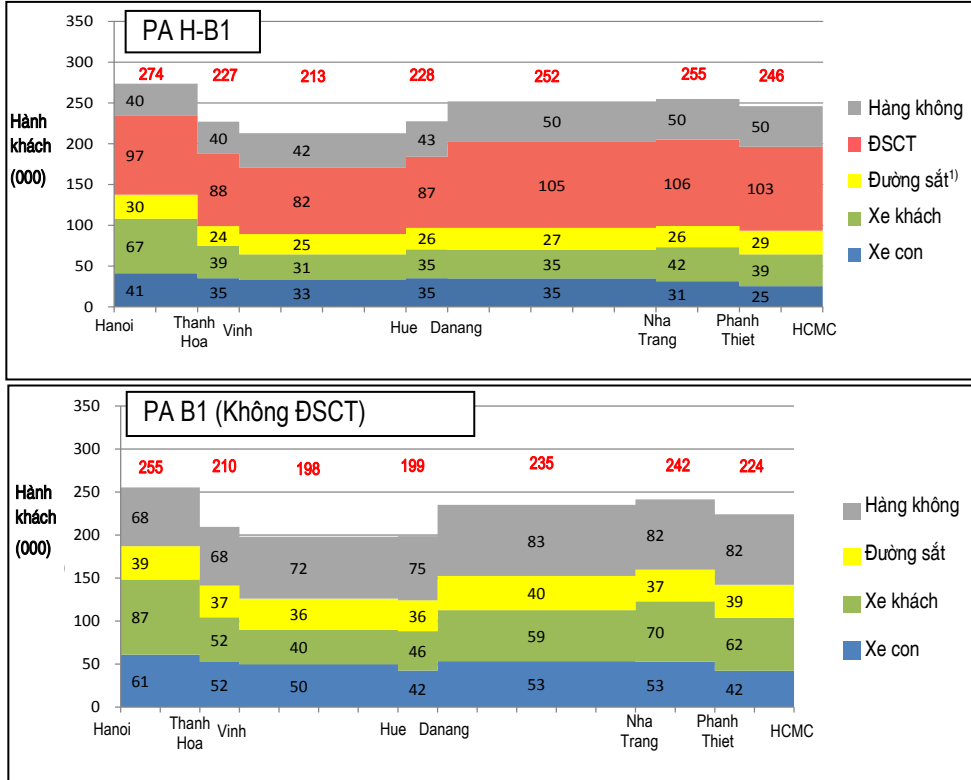 PA H-B1
350
300
250
200
150
100
50
0
Hành
khách
(000)
274 227 213 228 252 255 246
40 40 42 43 50 50 50
97 88 82 87 105 106 103
30 24 25 26 27 26 29
67 39 31 35 35 42 39
41 35 33 35 35 31 25
Hanoi Thanh Hoa Vinh Hue Danang Nha Trang Phanh Thiet HCMC
Hàng không
ĐSCT
Đường sắt1)
Xe khách
Xe con
PA B1 (Không ĐSCT)
350
300
250
200
150
100
50
0
Hành
khách
(000)
255 210 198 199 235 242 224
68 68 72 75 83 82 82
39 37 36 36 40 37 39
87 52 40 46 59 70 62
61 52 50 42 53 53 42
Hanoi Thanh Hoa Vinh Hue Danang Nha Trang Phanh Thiet HCMC
Hàng không
Đường sắt
Xe khách
Xe con